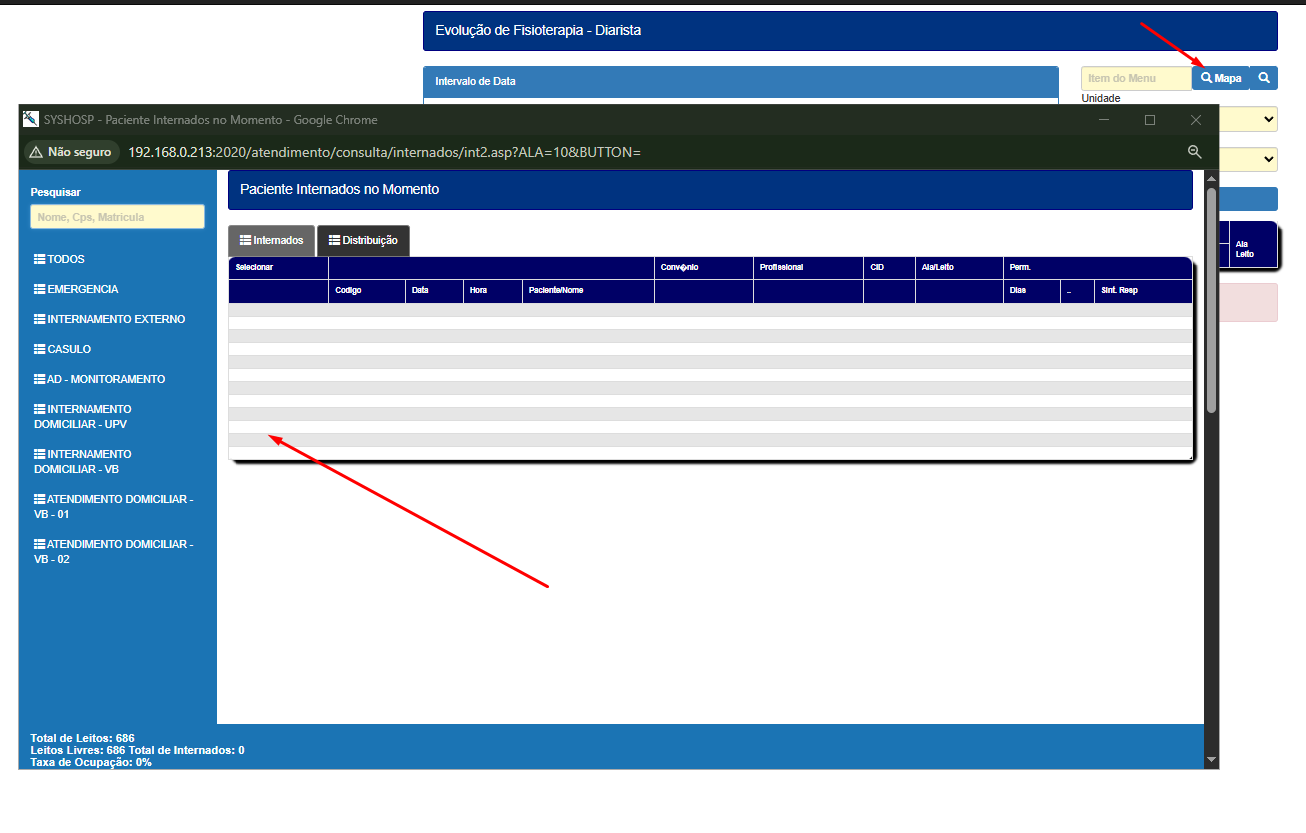 Evolução de Fisioterapia - Diarista
Intervalo de Data
Item do Menu
Mapa
Unidade
SYSHOSP - Paciente Internados no Momento - Google Chrome
Não seguro
192.168.0.213:2020/atendimento/consulta/internados/int2.asp?ALA=10&BUTTON=
Pesquisar
Nome, Cps, Matricula
TODOS
EMERGENCIA
INTERNAMENTO EXTERNO
CASULO
AD - MONITORAMENTO
INTERNAMENTO
DOMICILIAR - UPV
INTERNAMENTO
DOMICILIAR - VB
ATENDIMENTO DOMICILIAR -
VB - 01
ATENDIMENTO DOMICILIAR -
VB - 02
Paciente Internados no Momento
Internados Distribuição
Selecionar Conv�nio Profissional CID Ala/Leito Perm.
Codigo Data Hora Paciente/Nome Dias .. Sint. Resp
Ala
Leito
Total de Leitos: 686
Leitos Livres: 686 Total de Internados: 0
Taxa de Ocupação: 0%